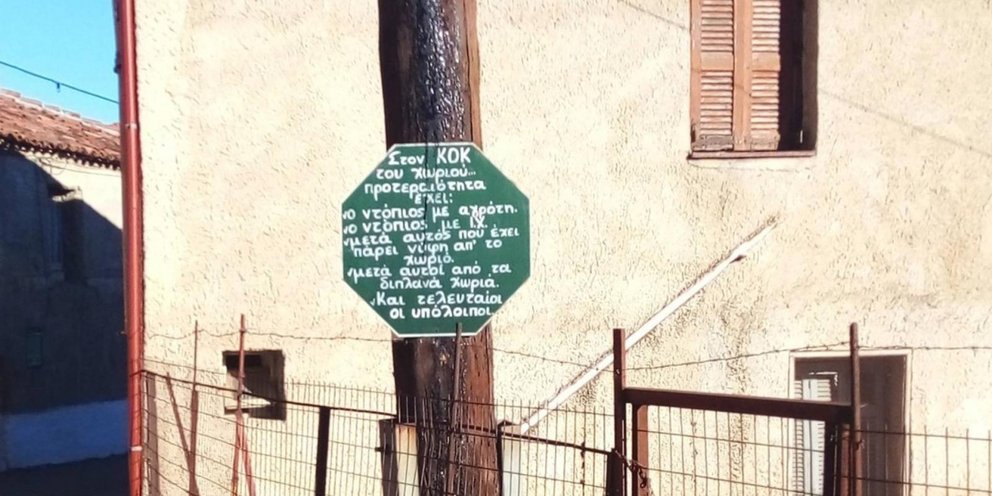 Στον ΚΟΚ
του χωριού...
προτεραιότητα
έχει:
√ο ντόπιος με αγρότη.
√ο ντόπιος με Ι.Χ.
√μετά αυτός που έχει
πάρει νύφη απ' το
χωριό.
√μετά αυτοί από τα
διπλανά χωριά.
√Και τελευταίοι
οι υπόλοιποι.